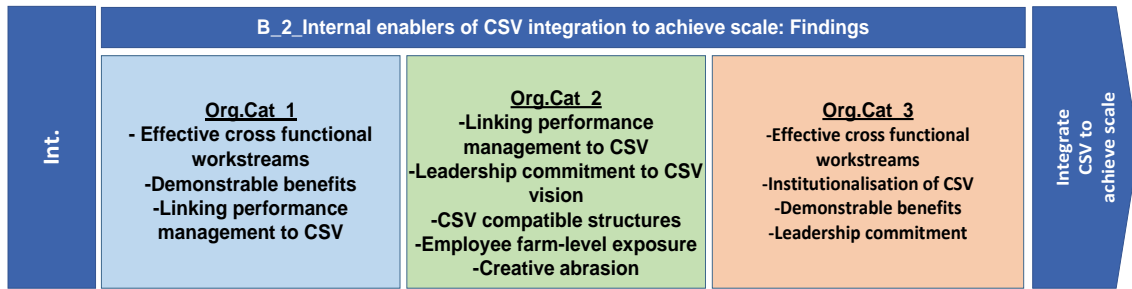 B_2_Internal enablers of CSV integration to achieve scale: Findings
Int.
Org.Cat_1
- Effective cross functional
workstreams
-Demonstrable benefits
-Linking performance
management to CSV
Org.Cat_2
-Linking performance
management to CSV
-Leadership commitment to CSV
vision
-CSV compatible structures
-Employee farm-level exposure
-Creative abrasion
Org.Cat_3
-Effective cross functional
workstreams
-Institutionalisation of CSV
-Demonstrable benefits
-Leadership commitment
Integrate
CSV to
achieve scale